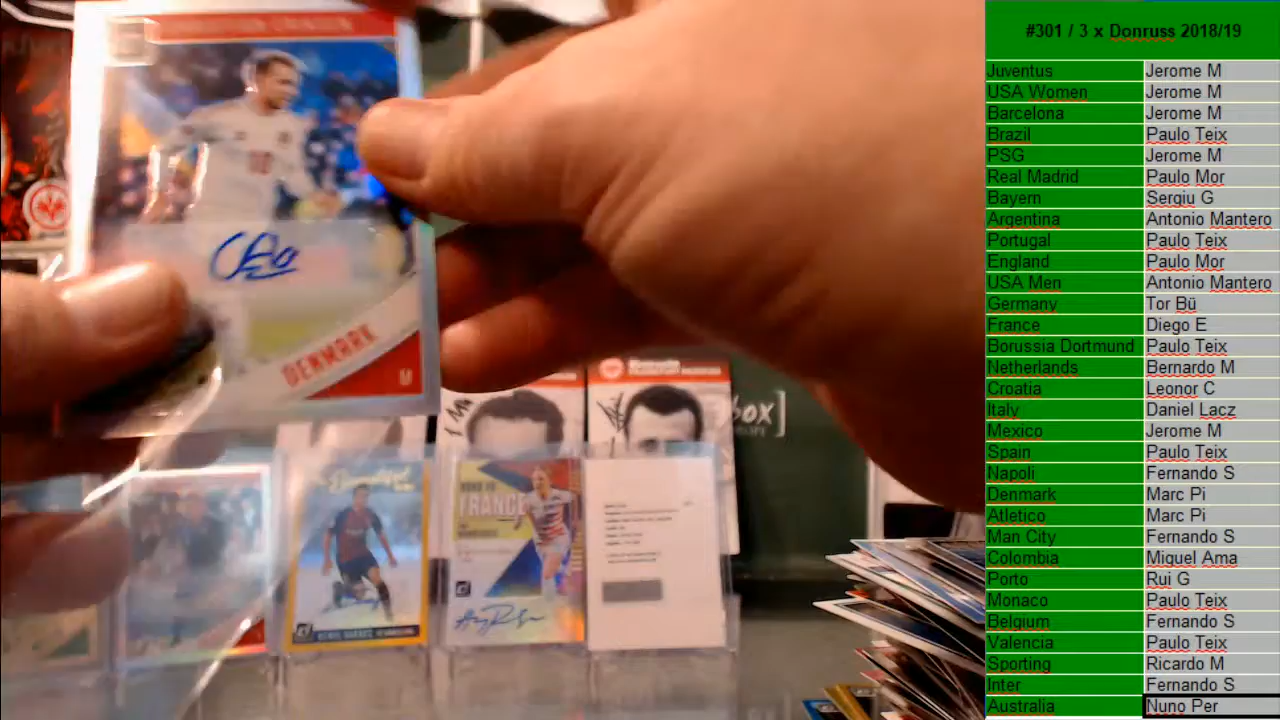 DENMARK
M
box]
ROAD TO
FRANCE
#301 / 3 x Donruss 2018/19
Juventus Jerome M
USA Women Jerome M
Barcelona Jerome M
Brazil Paulo Teix
PSG Jerome M
Real Madrid Paulo Mor
Bayern Sergiu G
Argentina Antonio Mantero
Portugal Paulo Teix
England Paulo Mor
USA Men Antonio Mantero
Germany Tor Bü
France Diego E
Borussia Dortmund Paulo Teix
Netherlands Bernardo M
Croatia Leonor C
Italy Daniel Lacz
Mexico Jerome M
Spain Paulo Teix
Napoli Fernando S
Denmark Marc Pi
Atletico Marc Pi
Man City Fernando S
Colombia Miguel Ama
Porto Rui G
Monaco Paulo Teix
Belgium Fernando S
Valencia Paulo Teix
Sporting Ricardo M
Inter Fernando S
Australia Nuno Per